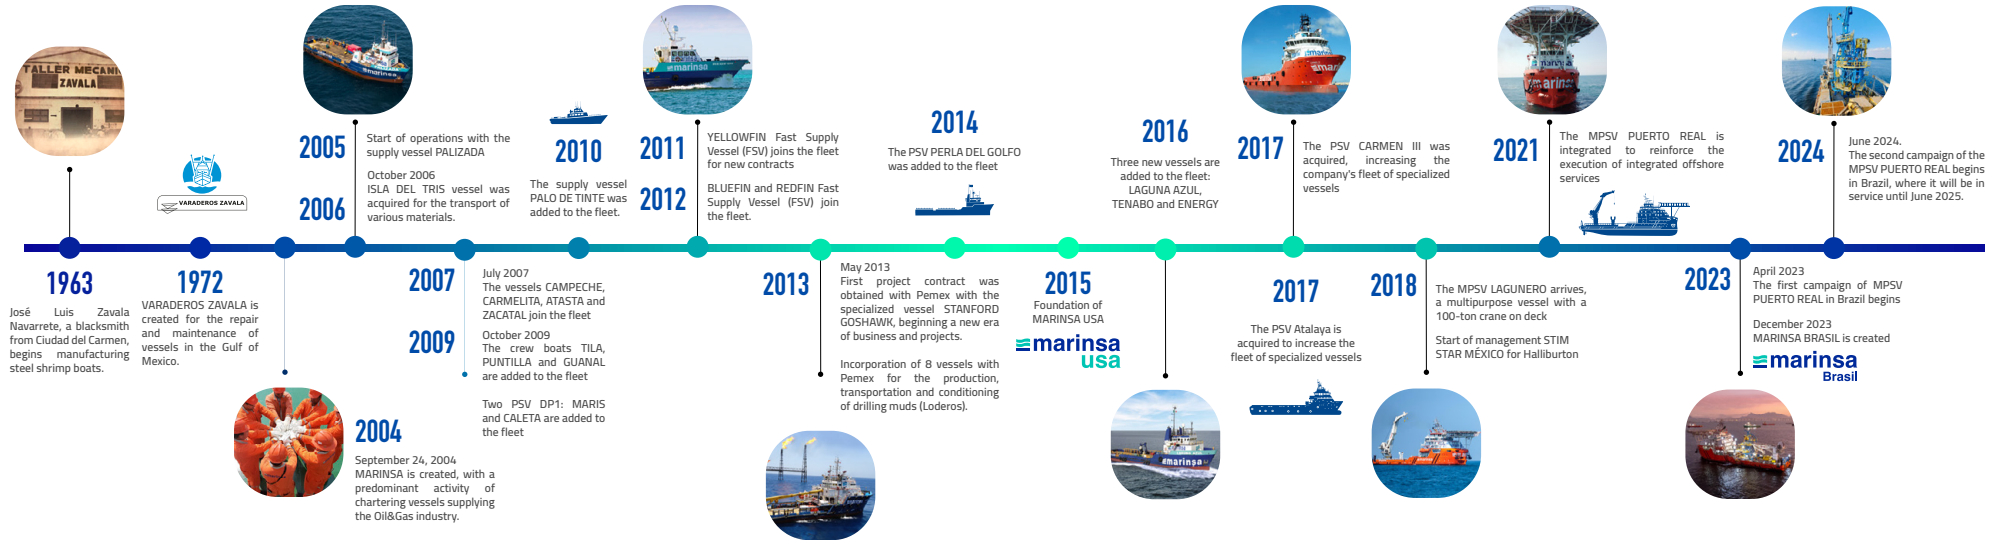 TALLER MECANI
ZAVALA
1963
José Luis Zavala
Navarrete, a blacksmith
from Ciudad del Carmen,
begins manufacturing
steel shrimp boats.
VARADEROS ZAVALA
1972
VARADEROS ZAVALA is
created for the repair
and maintenance of
vessels in the Gulf of
Mexico.
2004
September 24, 2004
MARINSA is created, with a
predominant activity of
chartering vessels supplying
the Oil&Gas industry.
marinsa
2005
Start of operations with the
supply vessel PALIZADA
2006
October 2006
ISLA DEL TRIS vessel was
acquired for the transport of
various materials.
2007
July 2007
The vessels CAMPECHE,
CARMELITA, ATASTA and
ZACATAL join the fleet
2009
October 2009
The crew boats TILA,
PUNTILLA and GUANAL
are added to the fleet
Two PSV DP1: MARIS
and CALETA are added to
the fleet
2010
The supply vessel
PALO DE TINTE was
added to the fleet.
marinsa
2011
YELLOWFIN Fast Supply
Vessel (FSV) joins the fleet
for new contracts
2012
BLUEFIN and REDFIN Fast
Supply Vessel (FSV) join
the fleet.
2013
May 2013
First project contract was
obtained with Pemex with the
specialized vessel STANFORD
GOSHAWK, beginning a new era
of business and projects.
Incorporation of 8 vessels with
Pemex for the production,
transportation and conditioning
of drilling muds (Loderos).
2014
The PSV PERLA DEL GOLFO
was added to the fleet
2015
Foundation of
MARINSA USA
marinsa
usa
2016
Three new vessels are
added to the fleet:
LAGUNA AZUL,
TENABO and ENERGY
marinsa
2017
The PSV CARMEN III was
acquired, increasing the
company's fleet of specialized
vessels
2017
The PSV Atalaya is
acquired to increase the
fleet of specialized vessels
2018
The MPSV LAGUNERO arrives,
a multipurpose vessel with a
100-ton crane on deck
Start of management STIM
STAR MÉXICO for Halliburton
marinsa
2021
The MPSV PUERTO REAL is
integrated to reinforce the
execution of integrated offshore
services
2023
April 2023
The first campaign of MPSV
PUERTO REAL in Brazil begins
December 2023
MARINSA BRASIL is created
marinsa
Brasil
2024
June 2024.
The second campaign of the
MPSV PUERTO REAL begins
in Brazil, where it will be in
service until June 2025.